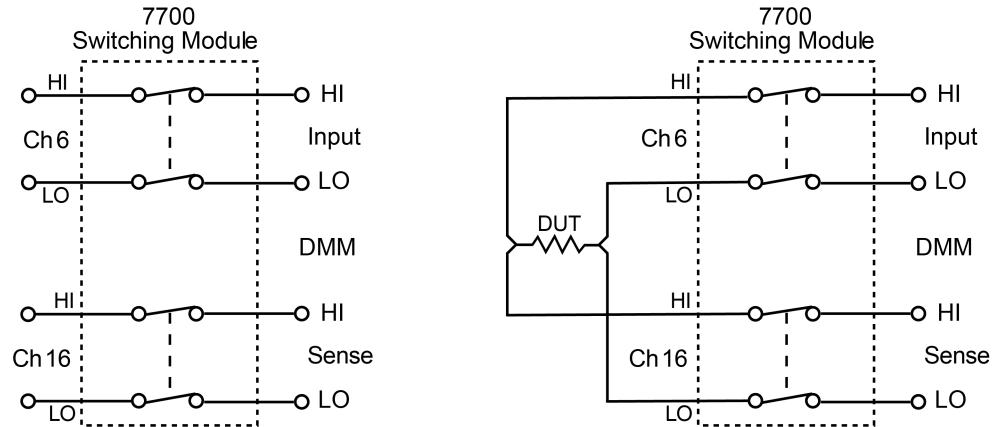 7700
Switching Module
HI
HI
Ch 6
Input
LO
LO
DMM
HI
HI
Ch 16
Sense
LO
LO
7700
Switching Module
HI
HI
Ch 6
Input
LO
LO
DUT
DMM
HI
HI
Ch 16
Sense
LO
LO